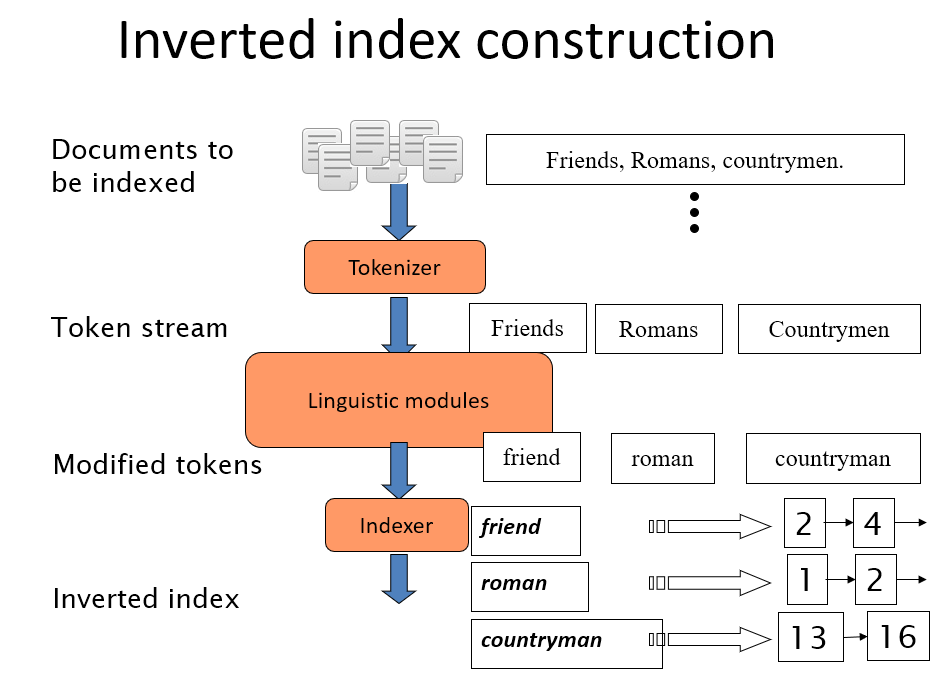 Inverted index construction
Documents to
be indexed
Friends, Romans, countrymen.
Tokenizer
Token stream
Friends
Romans
Countrymen
Linguistic modules
Modified tokens
friend
roman
countryman
Indexer
friend
2
4
roman
1
2
Inverted index
countryman
13
16